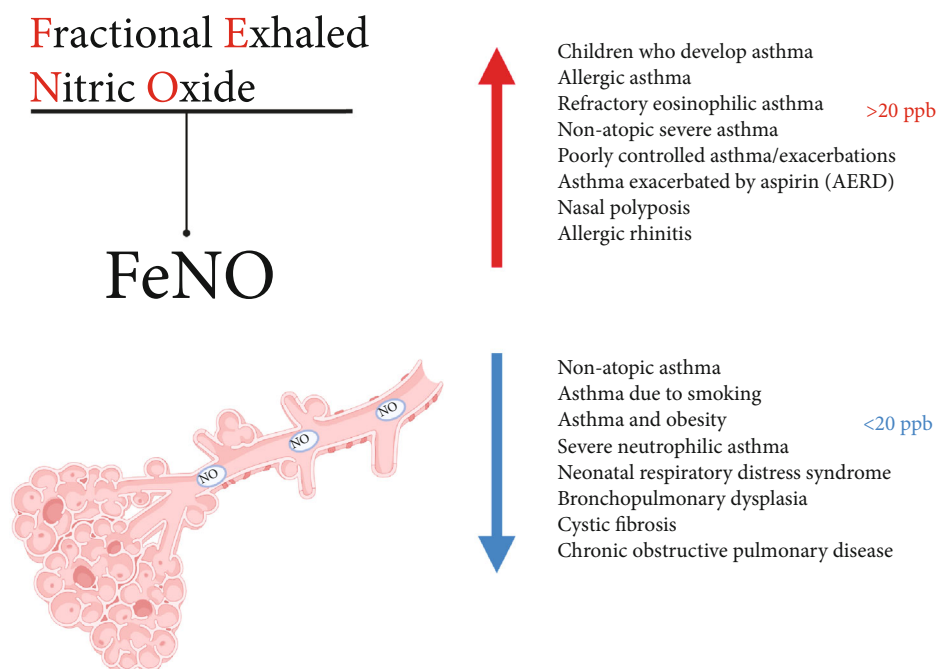 Fractional Exhaled
Nitric Oxide
FeNO
NO
NO
NO
Children who develop asthma
Allergic asthma
Refractory eosinophilic asthma
Non-atopic severe asthma
Poorly controlled asthma/exacerbations
Asthma exacerbated by aspirin (AERD)
Nasal polyposis
Allergic rhinitis
>20 ppb
Non-atopic asthma
Asthma due to smoking
Asthma and obesity
Severe neutrophilic asthma
Neonatal respiratory distress syndrome
Bronchopulmonary dysplasia
Cystic fibrosis
Chronic obstructive pulmonary disease
<20 ppb